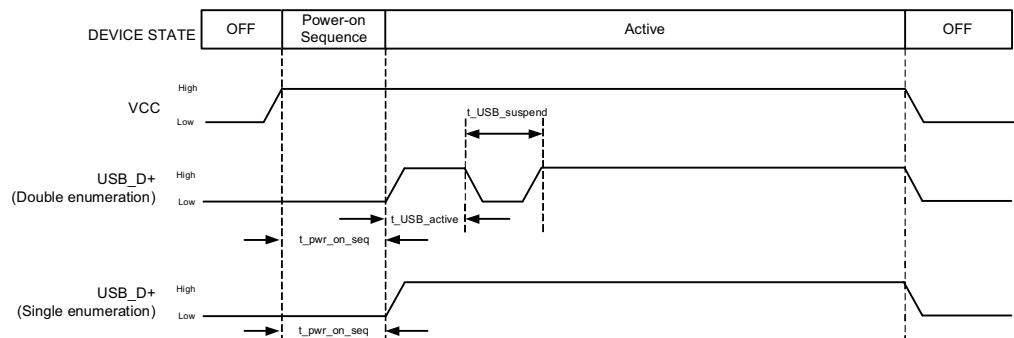 DEVICE STATE
OFF
Power-on
Sequence
Active
OFF
VCC
High
Low
t_USB_suspend
USB_D+
(Double enumeration)
High
Low
t_USB_active
t_pwr_on_seq
USB_D+
(Single enumeration)
High
Low
t_pwr_on_seq